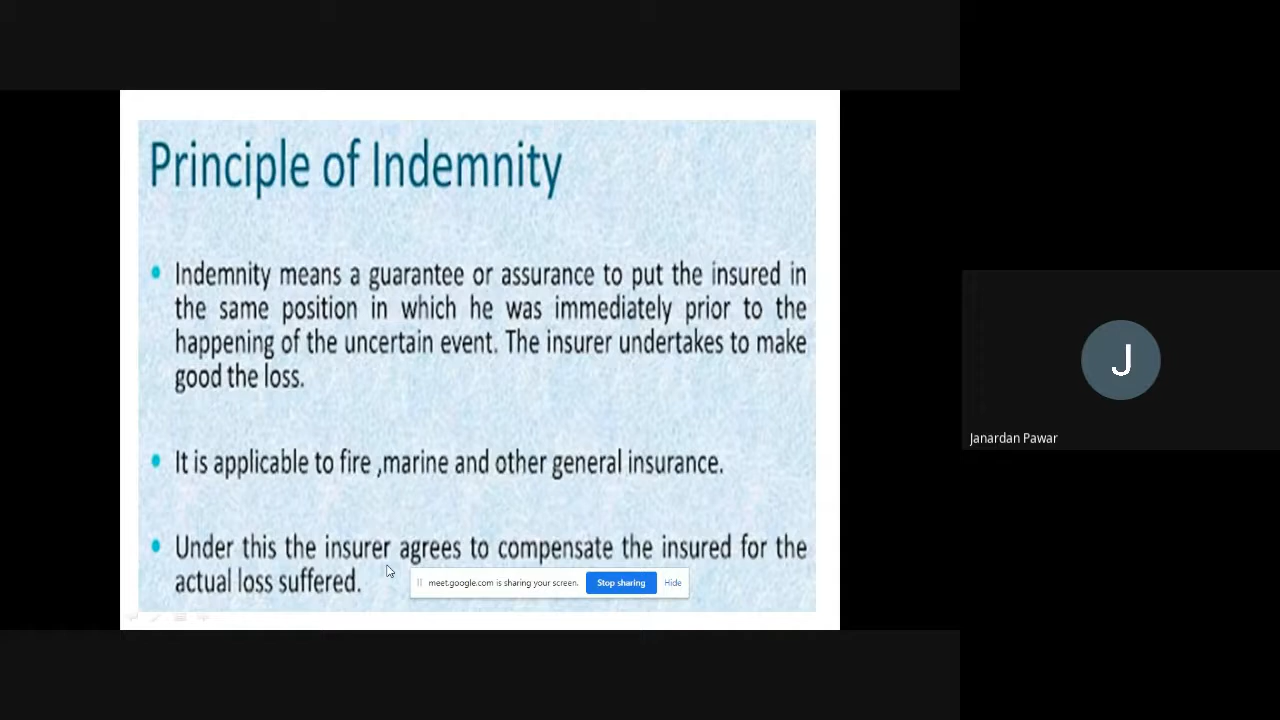 Principle of Indemnity
Indemnity means a guarantee or assurance to put the insured in
the same position in which he was immediately prior to the
happening of the uncertain event. The insurer undertakes to make
good the loss.
It is applicable to fire ,marine and other general insurance.
Under this the insurer agrees to compensate the insured for the
actual loss suffered.
meet.google.com is sharing your screen.
Stop sharing
Hide
J
Janardan Pawar